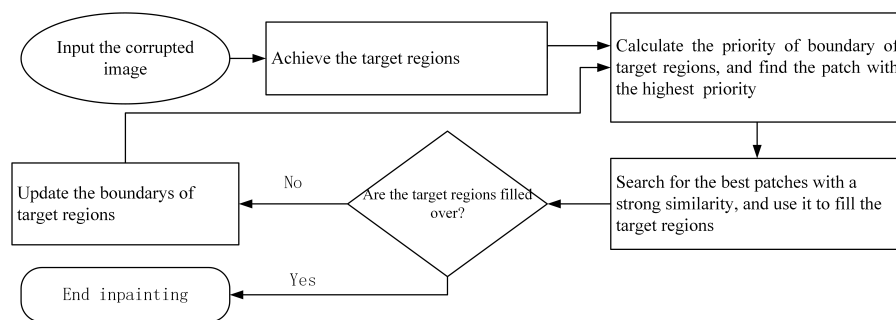 Input the corrupted
image
Achieve the target regions
Calculate the priority of boundary of
target regions, and find the patch with
the highest priority
Search for the best patches with a
strong similarity, and use it to fill the
target regions
Are the target regions filled
over?
No
Update the boundarys of
target regions
Yes
End inpainting